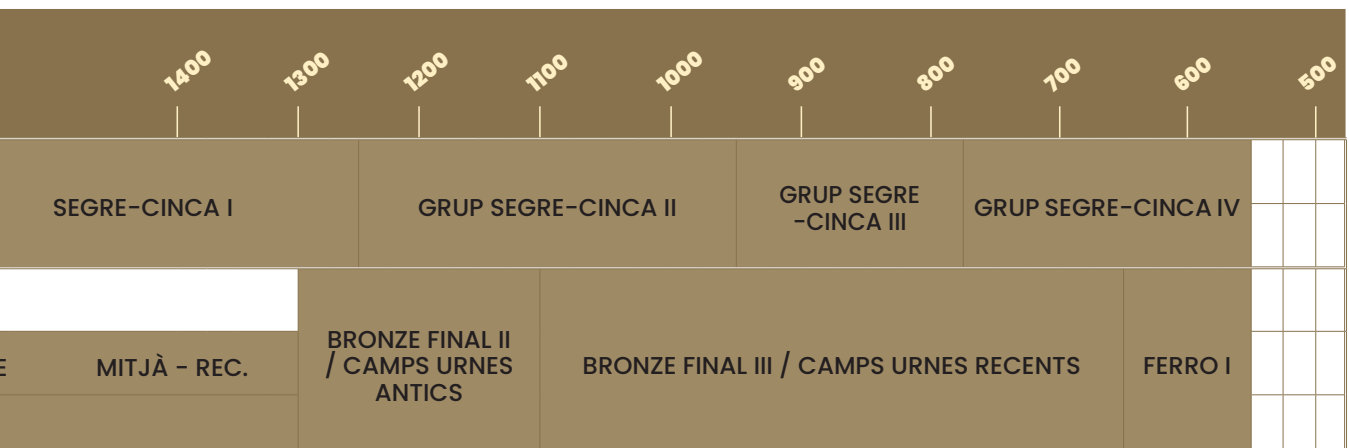 1400 1300 1200 1100 1000 900 800 700 600 500
SEGRE-CINCA I
GRUP SEGRE-CINCA II
GRUP SEGRE
-CINCA III
GRUP SEGRE-CINCA IV
E
MITJÀ - REC.
BRONZE FINAL II
/ CAMPS URNES
ANTICS
BRONZE FINAL III / CAMPS URNES RECENTS
FERRO I